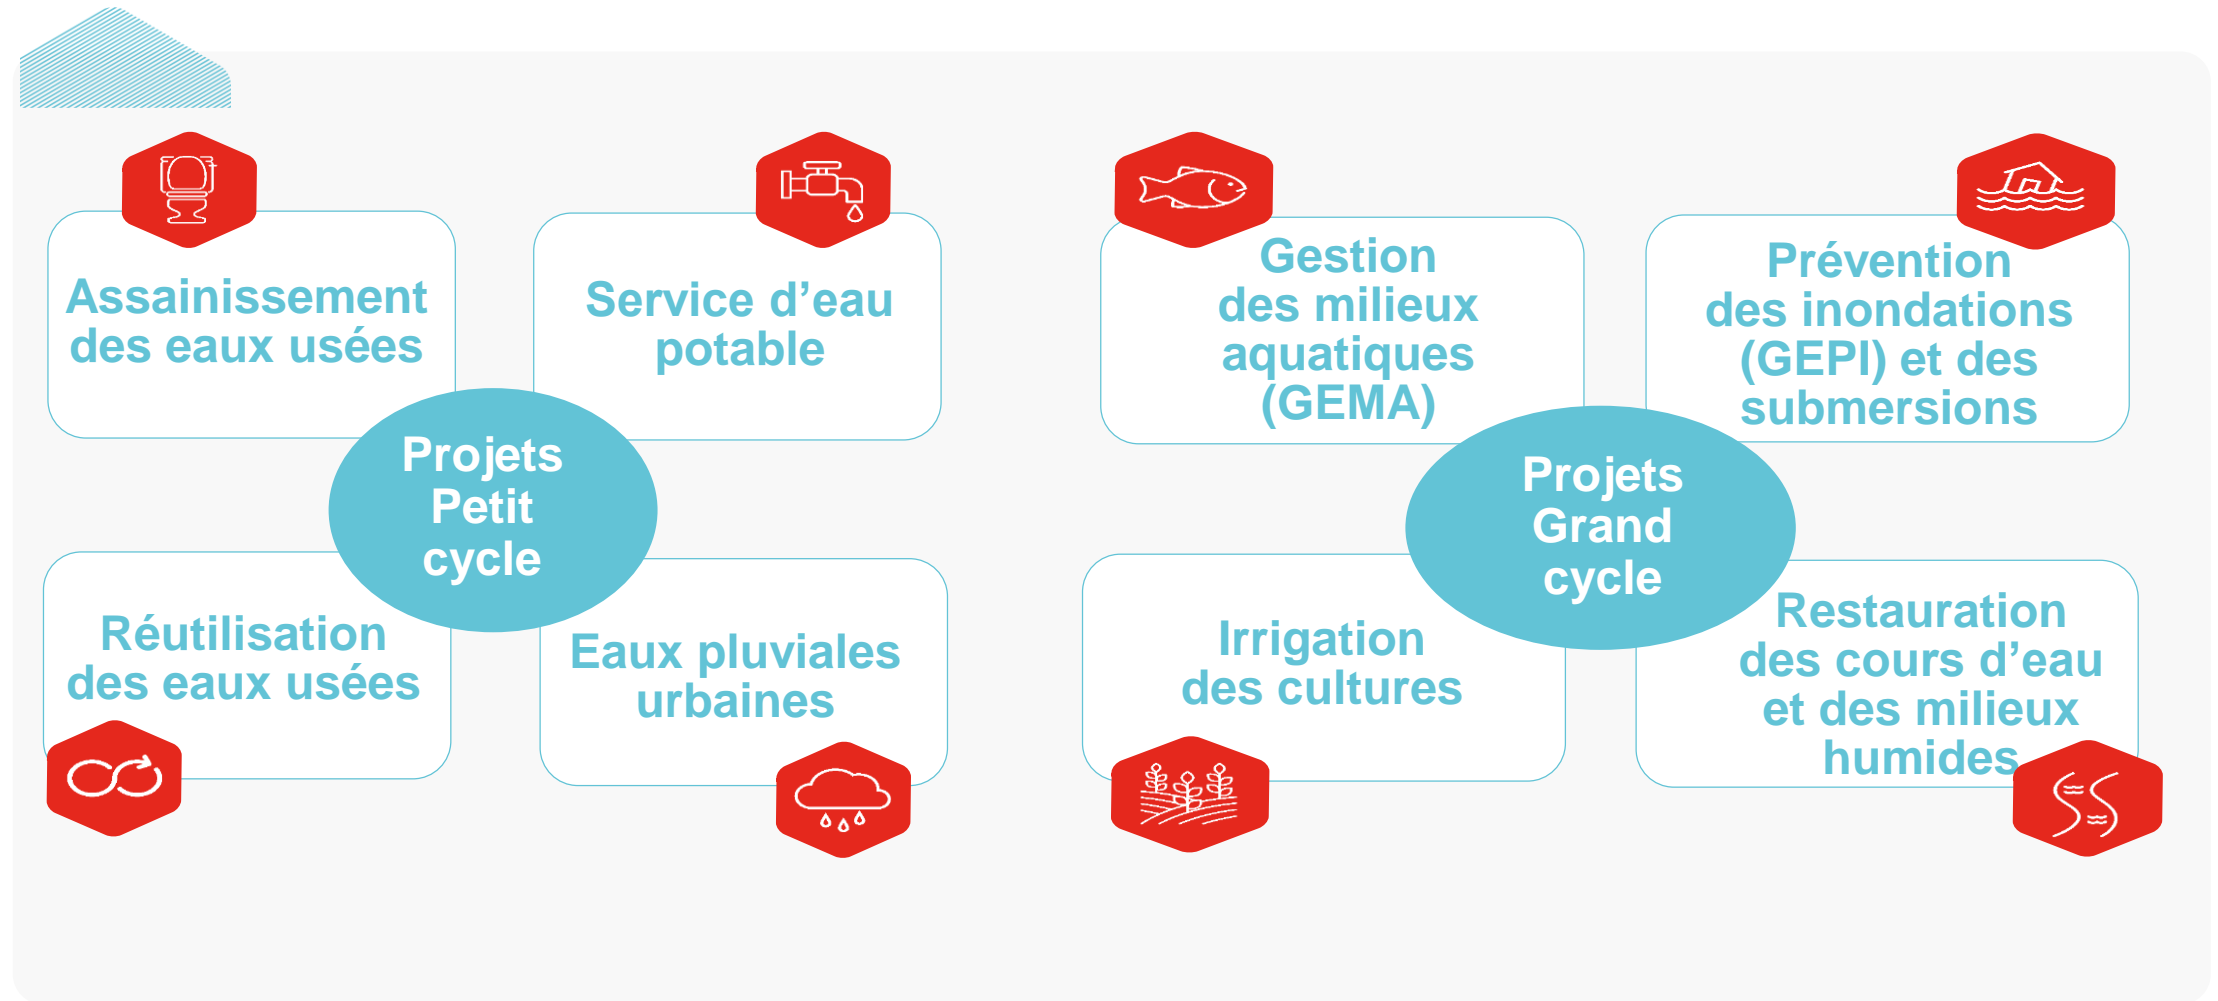 Assainissement
des eaux usées
Service d’eau
potable
Projets
Petit
cycle
Réutilisation
des eaux usées
Eaux pluviales
urbaines
Gestion
des milieux
aquatiques
(GEMA)
Prévention
des inondations
(GEPI) et des
submersions
Projets
Grand
cycle
Irrigation
des cultures
Restauration
des cours d’eau
et des milieux
humides